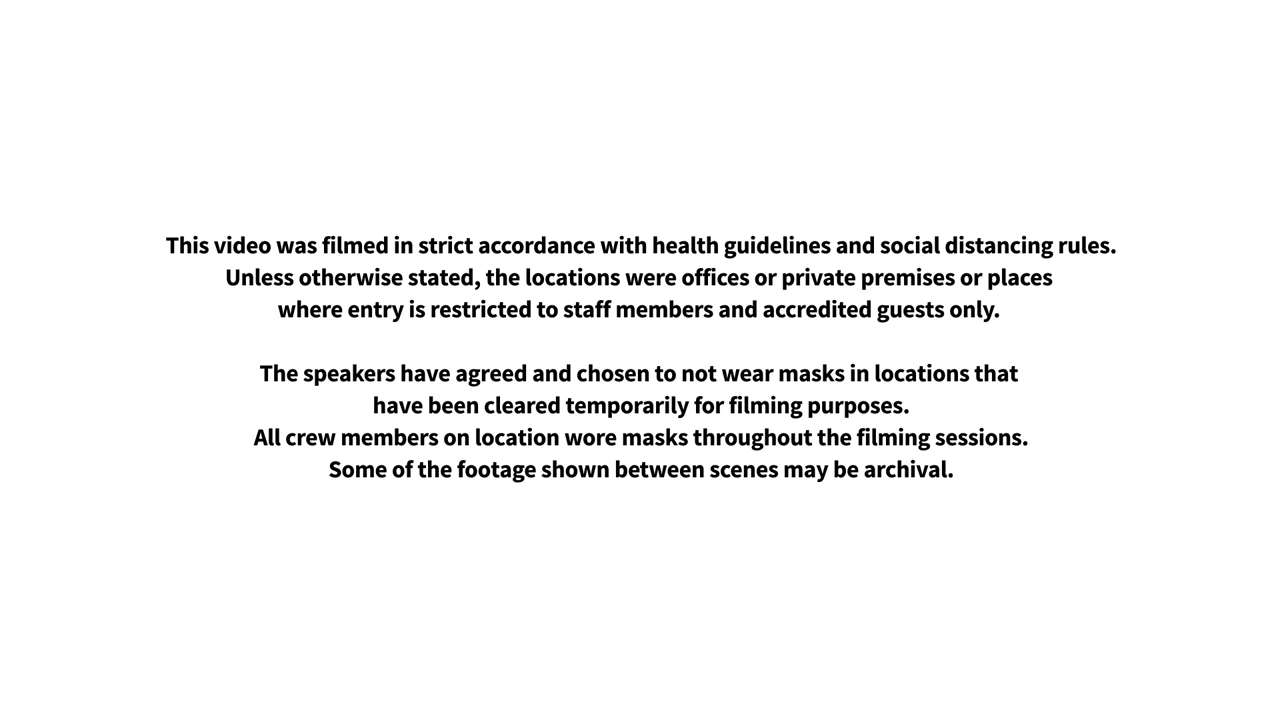 This video was filmed in strict accordance with health guidelines and social distancing rules.
Unless otherwise stated, the locations were offices or private premises or places
where entry is restricted to staff members and accredited guests only.
The speakers have agreed and chosen to not wear masks in locations that
have been cleared temporarily for filming purposes.
All crew members on location wore masks throughout the filming sessions.
Some of the footage shown between scenes may be archival.